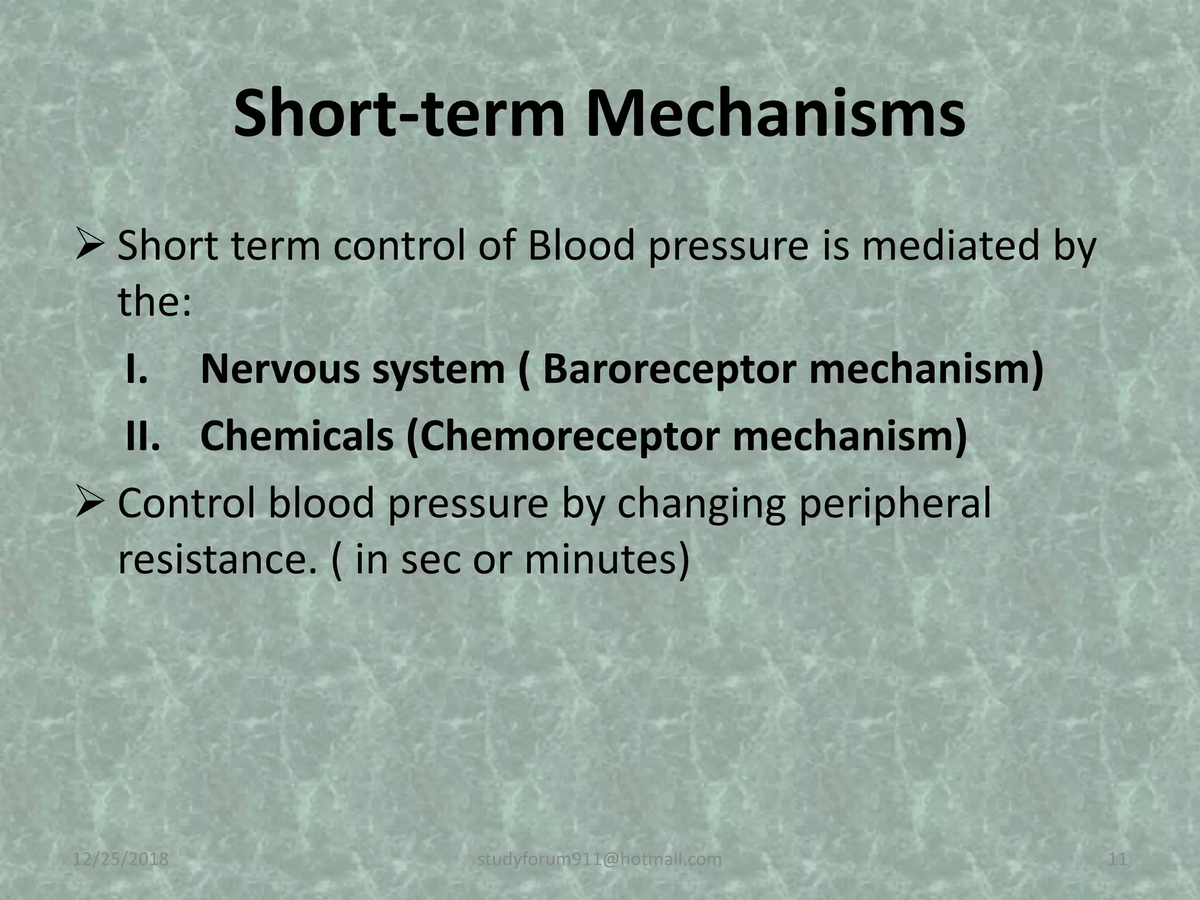 Short-term Mechanisms
➢ Short term control of Blood pressure is mediated by
the:
I. Nervous system ( Baroreceptor mechanism)
II. Chemicals (Chemoreceptor mechanism)
➢ Control blood pressure by changing peripheral
resistance. ( in sec or minutes)
12/25/2018 studyforum911@hotmail.com 11